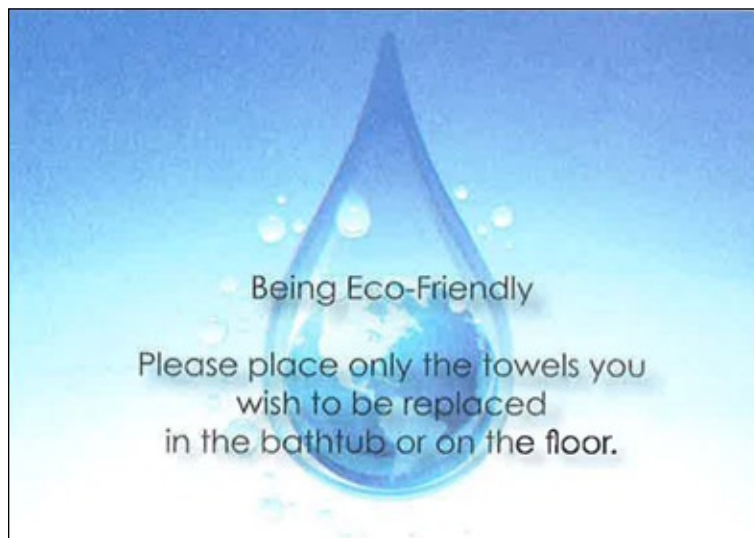 Being Eco-Friendly
Please place only the towels you
wish to be replaced
in the bathtub or on the floor.